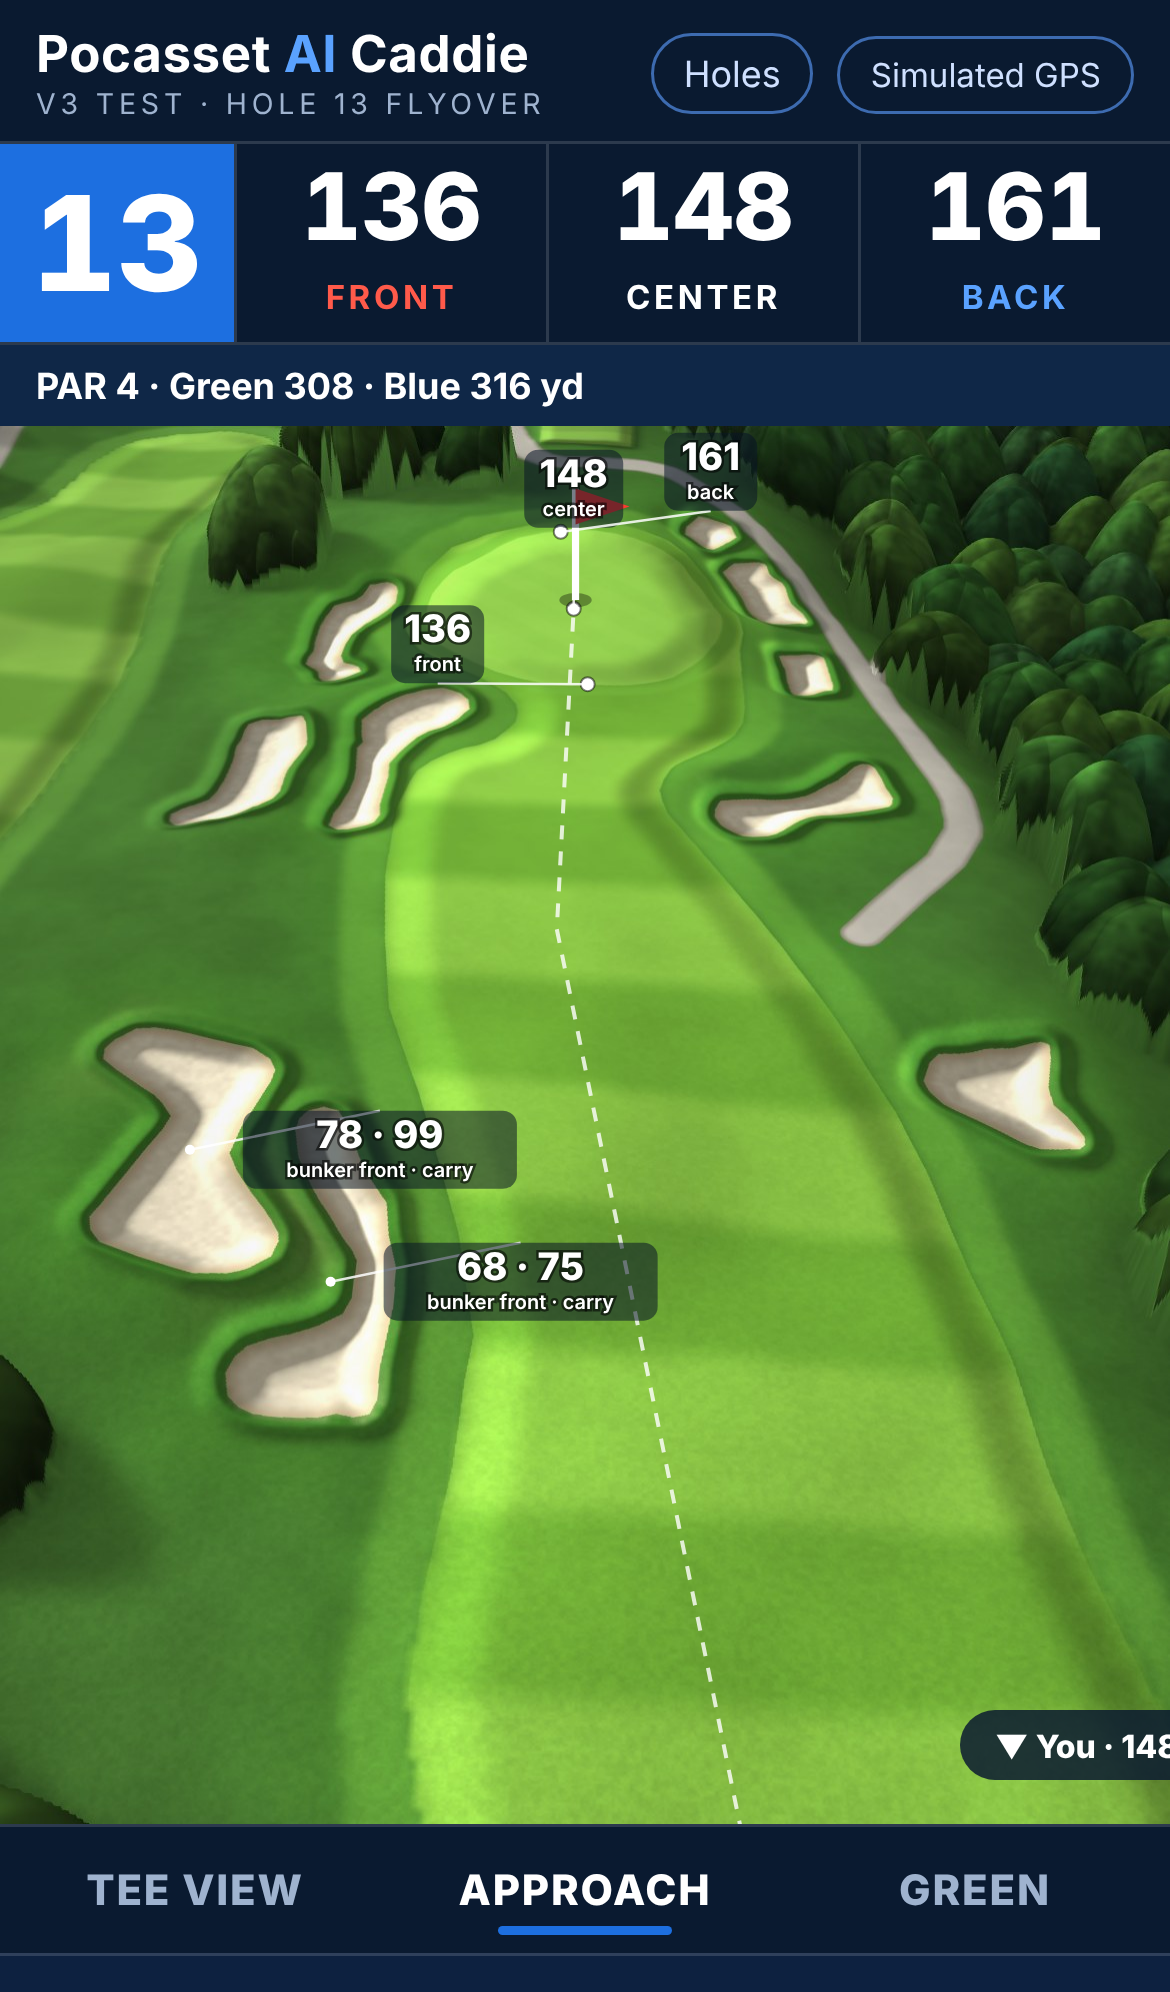 Pocasset AI Caddie
V3 TEST · HOLE 13 FLYOVER
Holes
Simulated GPS
13
136
FRONT
148
CENTER
161
BACK
PAR 4 · Green 308 · Blue 316 yd
148
center
161
back
136
front
78 · 99
bunker front · carry
68 · 75
bunker front · carry
▼ You · 148
TEE VIEW
APPROACH
GREEN